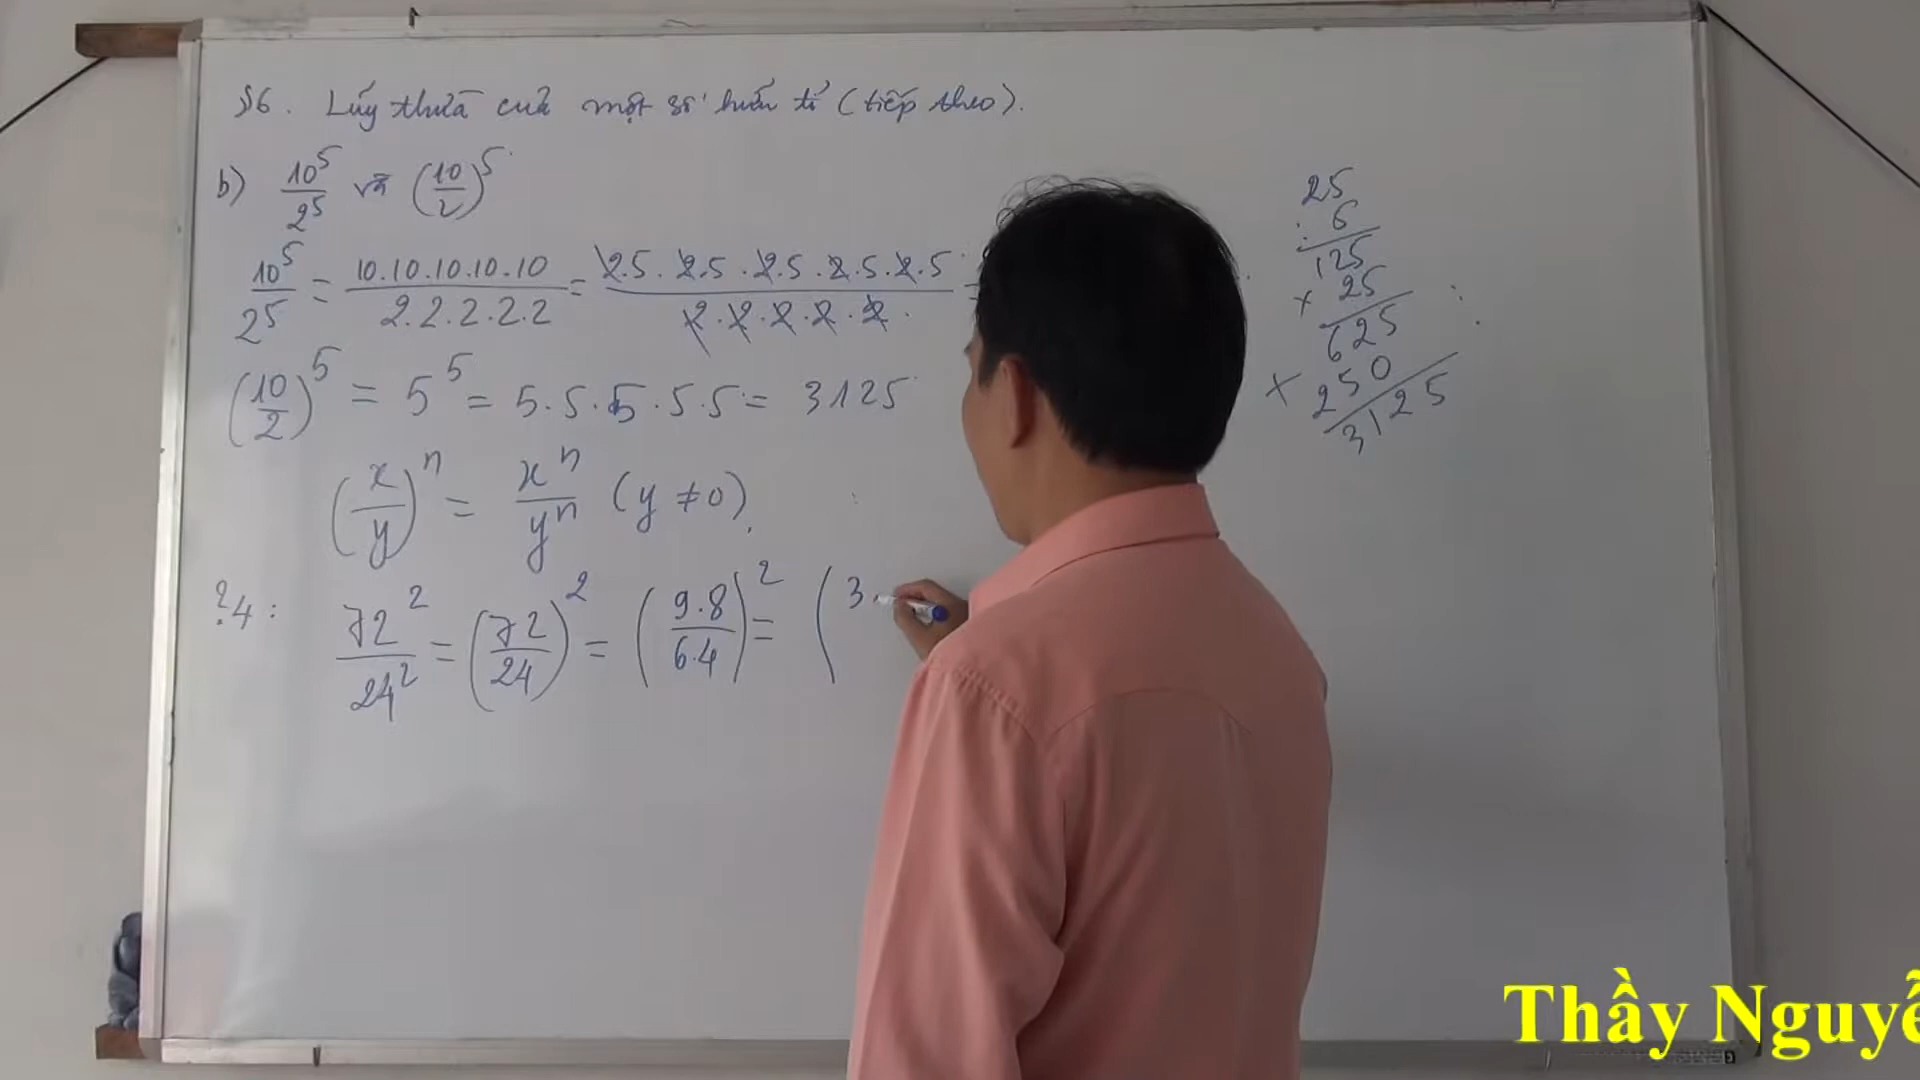 §6. Lũy thừa của một số hữu tỉ (tiếp theo).
b) 10^5/2^5 và (10/2)^5
10^5/2^5 = 10.10.10.10.10/2.2.2.2.2 = 2.5.2.5.2.5.2.5.2.5/2.2.2.2.2.
(10/2)^5 = 5^5 = 5.5.5.5.5 = 3125
(x/y)^n = x^n/y^n (y ≠ 0).
?4: 72^2/24^2 = (72/24)^2 = (9.8/6.4)^2 = (3.
25
125
× 25
625
× 250
3125
Thầy Nguyễ